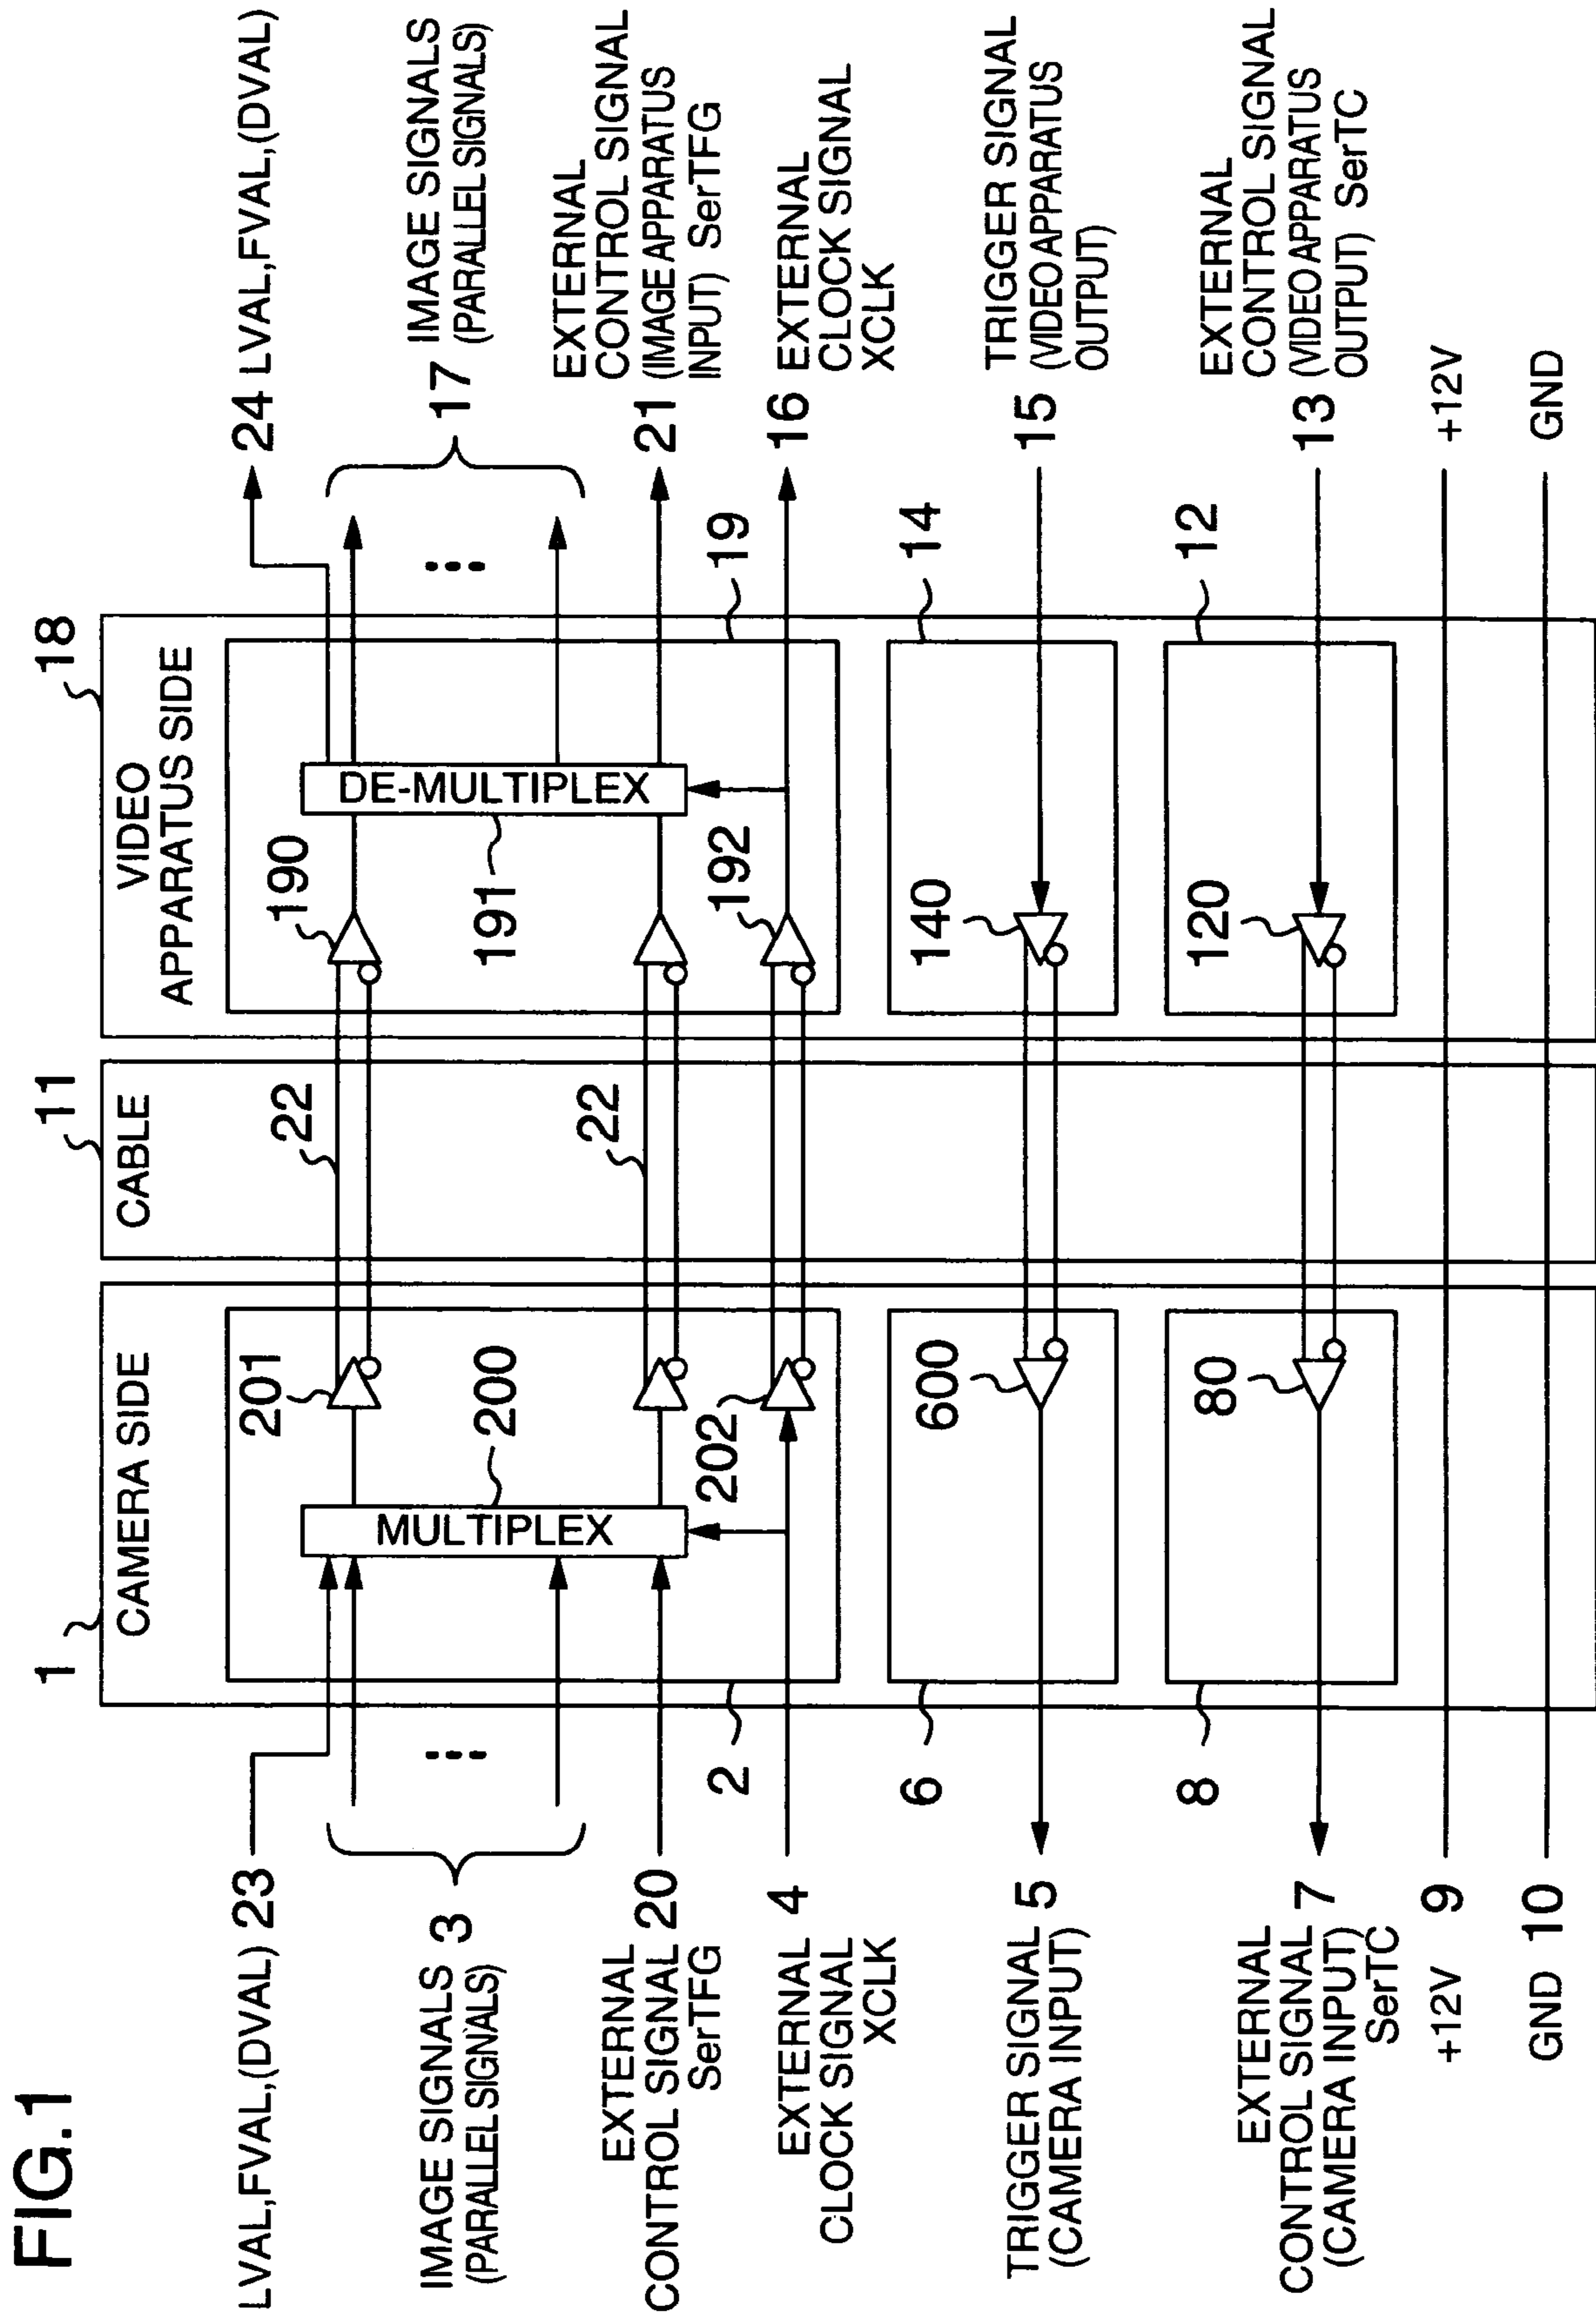 FIG.1
1
CAMERA SIDE
11
CABLE
18
VIDEO
APPARATUS SIDE
LVAL,FVAL,(DVAL) 23
24 LVAL,FVAL,(DVAL)
IMAGE SIGNALS 3
(PARALLEL SIGNALS)
17 IMAGE SIGNALS
(PARALLEL SIGNALS)
201
22
190
MULTIPLEX
200
DE-MULTIPLEX
191
EXTERNAL
CONTROL SIGNAL 20
SerTFG
22
EXTERNAL
CONTROL SIGNAL
21 (IMAGE APPARATUS
INPUT) SerTFG
202
192
2
19
EXTERNAL 4
CLOCK SIGNAL
XCLK
16 EXTERNAL
CLOCK SIGNAL
XCLK
6
600
140
14
TRIGGER SIGNAL 5
(CAMERA INPUT)
15 TRIGGER SIGNAL
(VIDEO APPARATUS
OUTPUT)
8
80
120
12
EXTERNAL
CONTROL SIGNAL 7
(CAMERA INPUT)
SerTC
EXTERNAL
CONTROL SIGNAL
13 (VIDEO APPARATUS
OUTPUT) SerTC
+12V 9
+12V
GND 10
GND